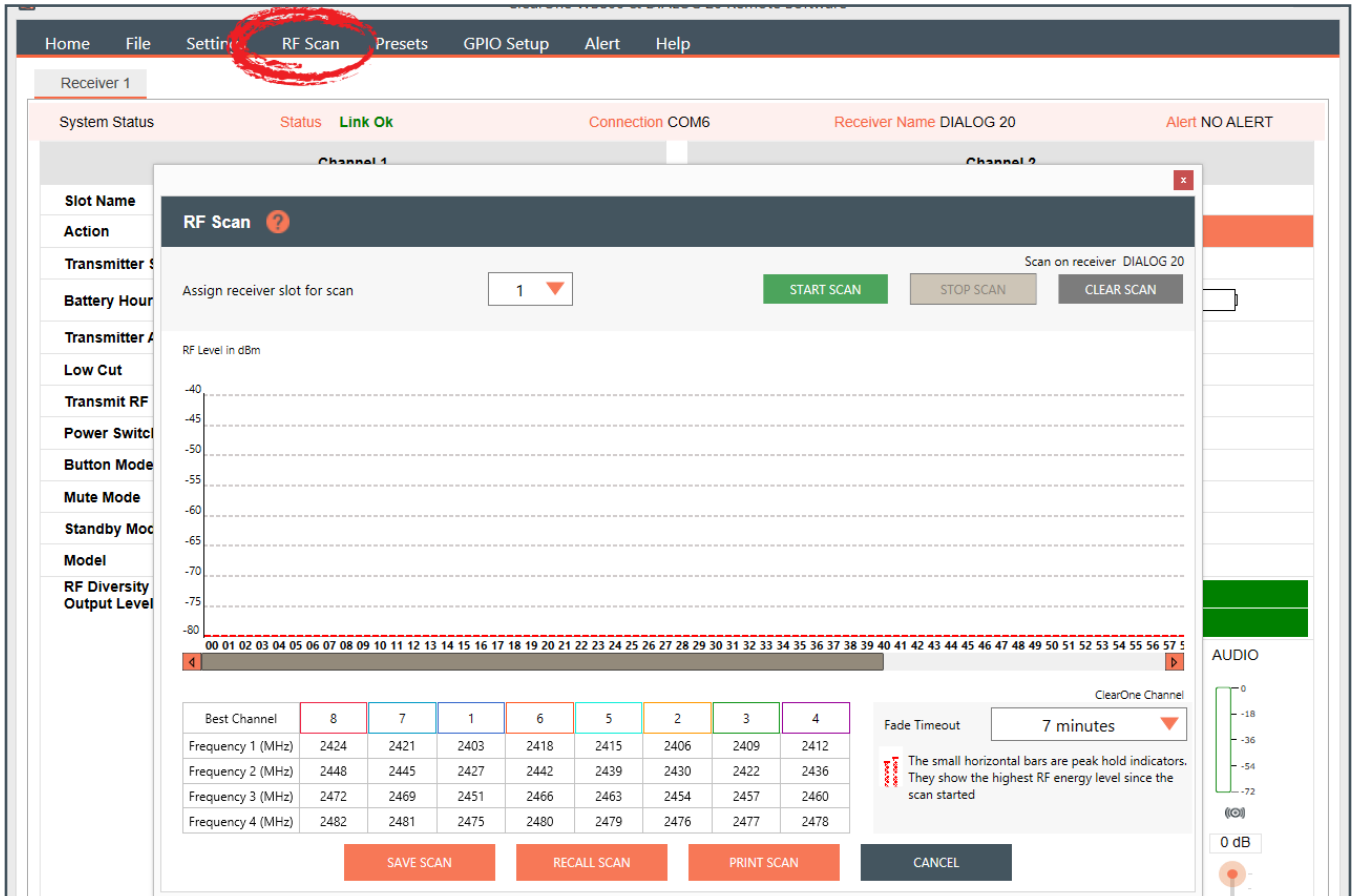 Home File Settin RF Scan Presets GPIO Setup Alert Help
Receiver 1
System Status Status Link Ok Connection COM6 Receiver Name DIALOG 20 Alert NO ALERT
Channel 1 Channel 2
x
Slot Name
Action
Transmitter S
Battery Hour
Transmitter A
Low Cut
Transmit RF
Power Switcl
Button Mode
Mute Mode
Standby Moc
Model
RF Diversity
Output Level
RF Scan ?
Scan on receiver DIALOG 20
Assign receiver slot for scan 1 START SCAN STOP SCAN CLEAR SCAN
RF Level in dBm
-40
-45
-50
-55
-60
-65
-70
-75
-80
00 01 02 03 04 05 06 07 08 09 10 11 12 13 14 15 16 17 18 19 20 21 22 23 24 25 26 27 28 29 30 31 32 33 34 35 36 37 38 39 40 41 42 43 44 45 46 47 48 49 50 51 52 53 54 55 56 57
ClearOne Channel
Best Channel 8 7 1 6 5 2 3 4
Frequency 1 (MHz) 2424 2421 2403 2418 2415 2406 2409 2412
Frequency 2 (MHz) 2448 2445 2427 2442 2439 2430 2422 2436
Frequency 3 (MHz) 2472 2469 2451 2466 2463 2454 2457 2460
Frequency 4 (MHz) 2482 2481 2475 2480 2479 2476 2477 2478
Fade Timeout 7 minutes
The small horizontal bars are peak hold indicators.
They show the highest RF energy level since the
scan started
SAVE SCAN RECALL SCAN PRINT SCAN CANCEL
AUDIO
0
-18
-36
-54
-72
0 dB